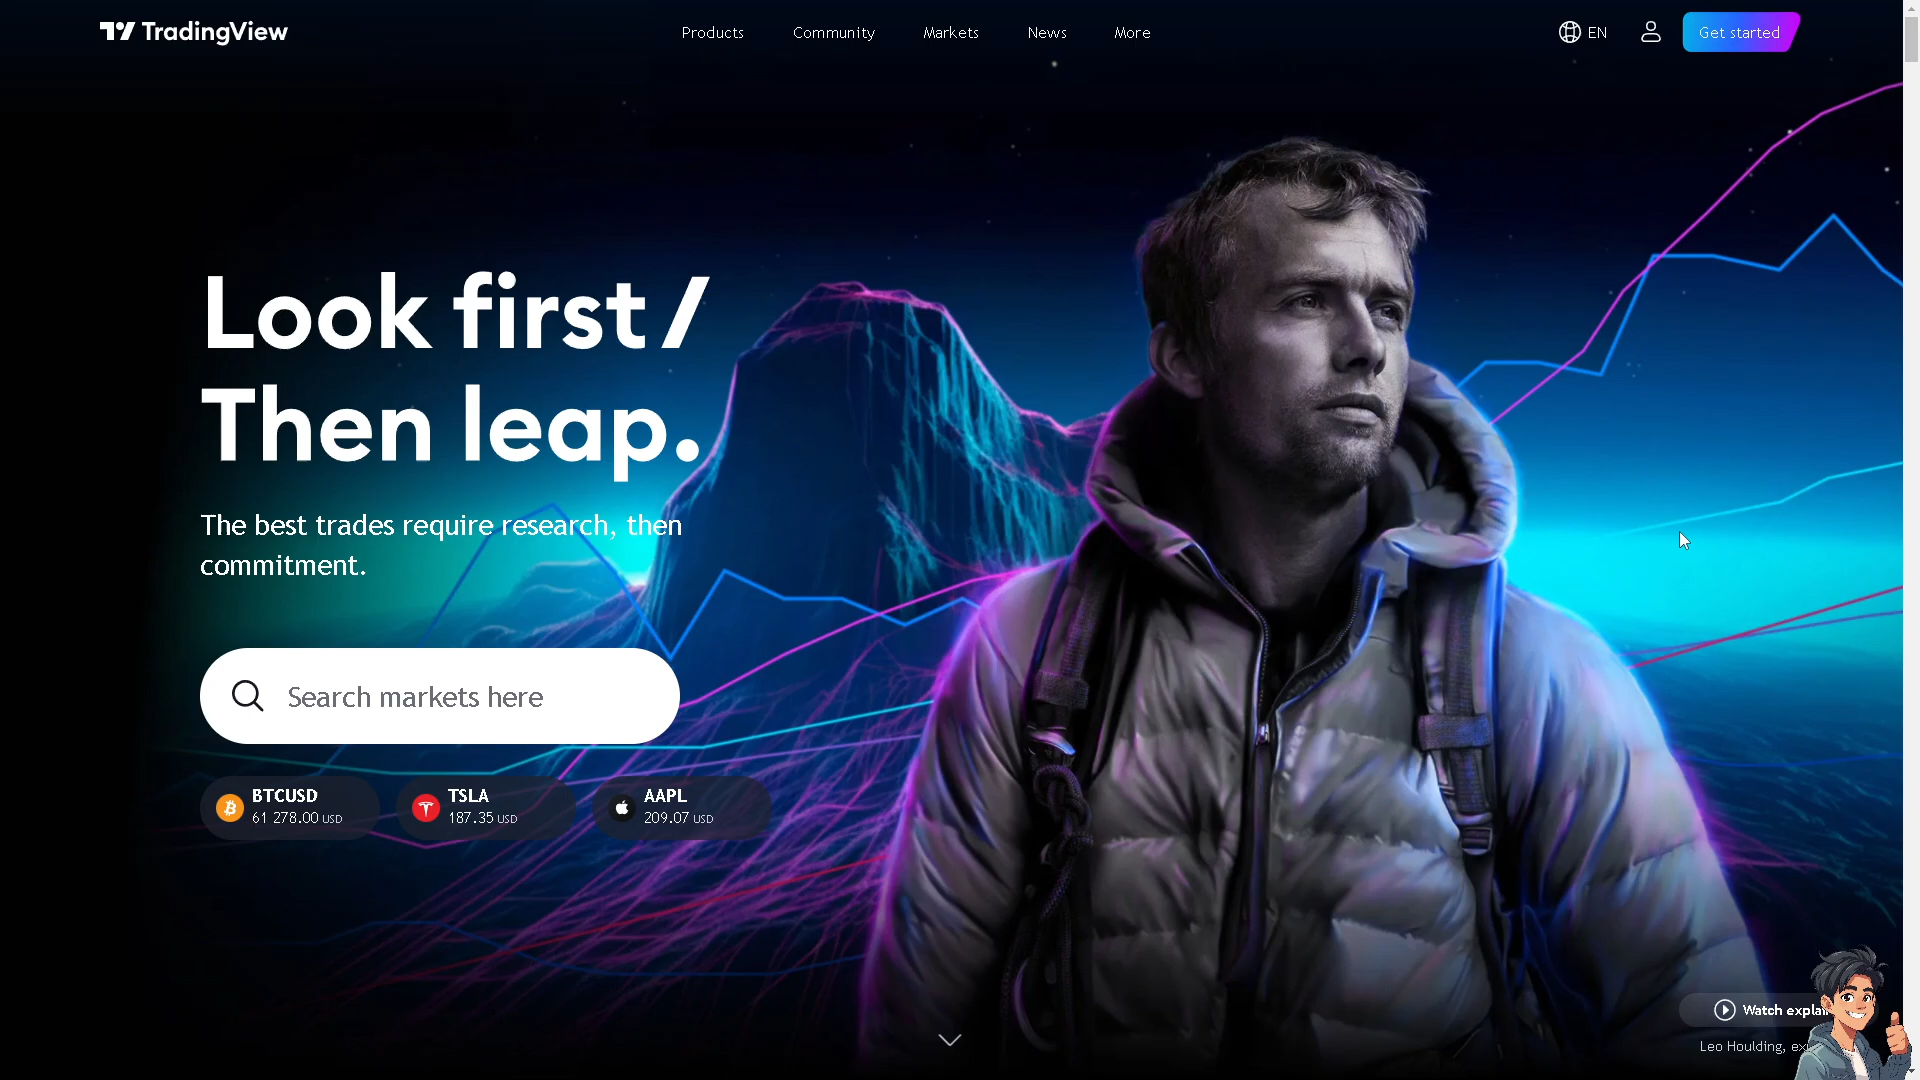 TradingView
Products
Community
Markets
News
More
EN
Get started
Look first /
Then leap.
The best trades require research, then
commitment.
Search markets here
BTCUSD
61 278.00 USD
TSLA
187.35 USD
AAPL
209.07 USD
Watch
Leo Houlding,